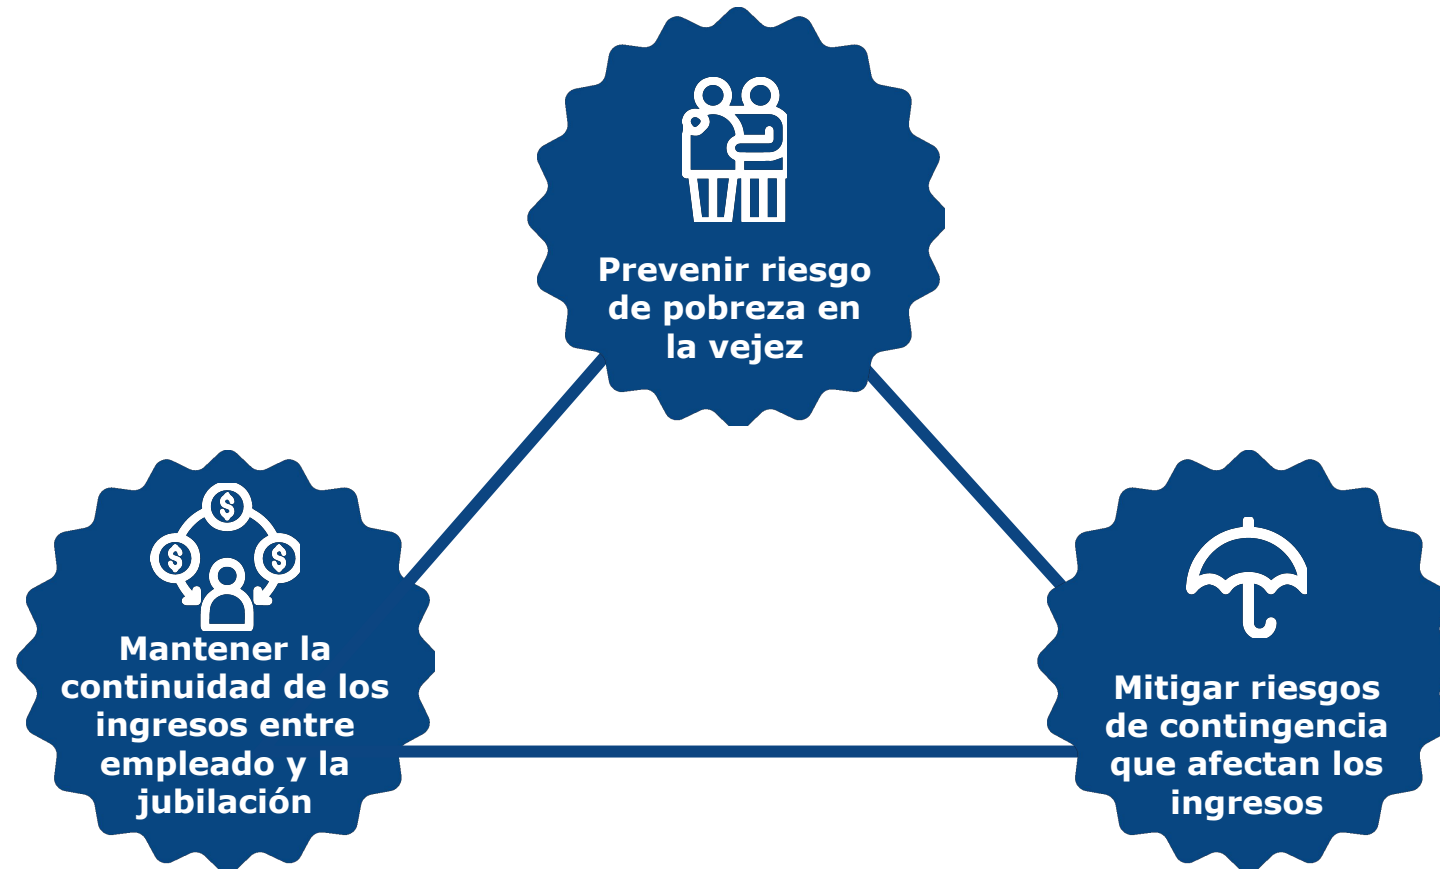 Prevenir riesgo
de pobreza en
la vejez
$
$
$
Mantener la
continuidad de los
ingresos entre
empleado y la
jubilación
Mitigar riesgos
de contingencia
que afectan los
ingresos